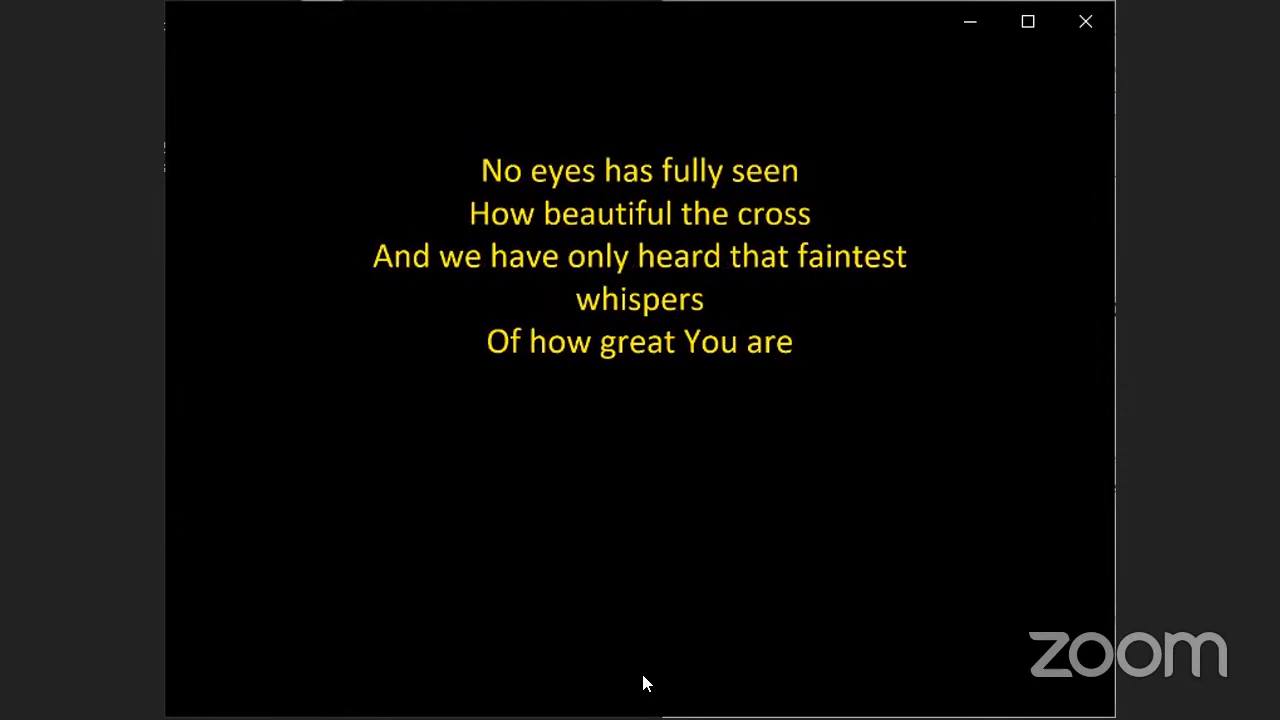 No eyes has fully seen
How beautiful the cross
And we have only heard that faintest
whispers
Of how great You are
zoom